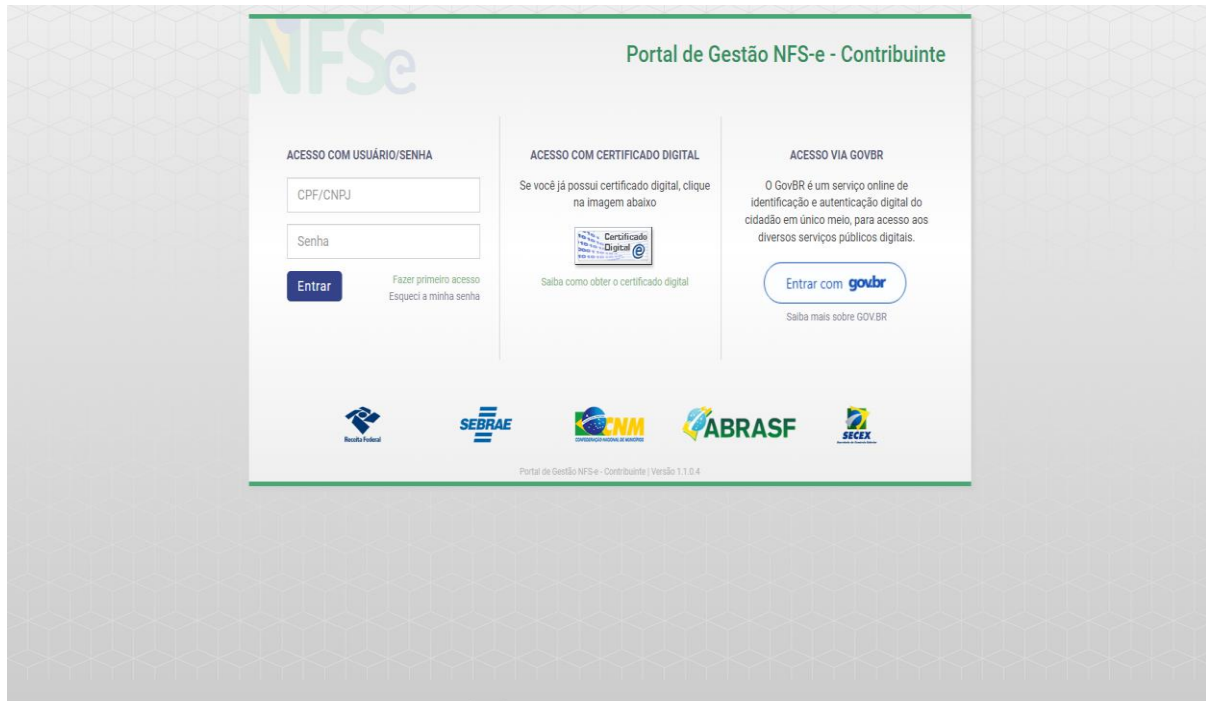 NFSe
Portal de Gestão NFS-e - Contribuinte
ACESSO COM USUÁRIO/SENHA
CPF/CNPJ
Senha
Entrar
Fazer primeiro acesso
Esqueci a minha senha
ACESSO COM CERTIFICADO DIGITAL
Se você já possui certificado digital, clique
na imagem abaixo
Certificado
Digital e
Saiba como obter o certificado digital
ACESSO VIA GOVBR
O GovBR é um serviço online de
identificação e autenticação digital do
cidadão em único meio, para acesso aos
diversos serviços públicos digitais.
Entrar com gov.br
Saiba mais sobre GOV.BR
Receita Federal
SEBRAE
CNM
CONFEDERAÇÃO NACIONAL DE MUNICÍPIOS
ABRASF
SECEX
Portal de Gestão NFS-e - Contribuinte | Versão 1.1.0.4